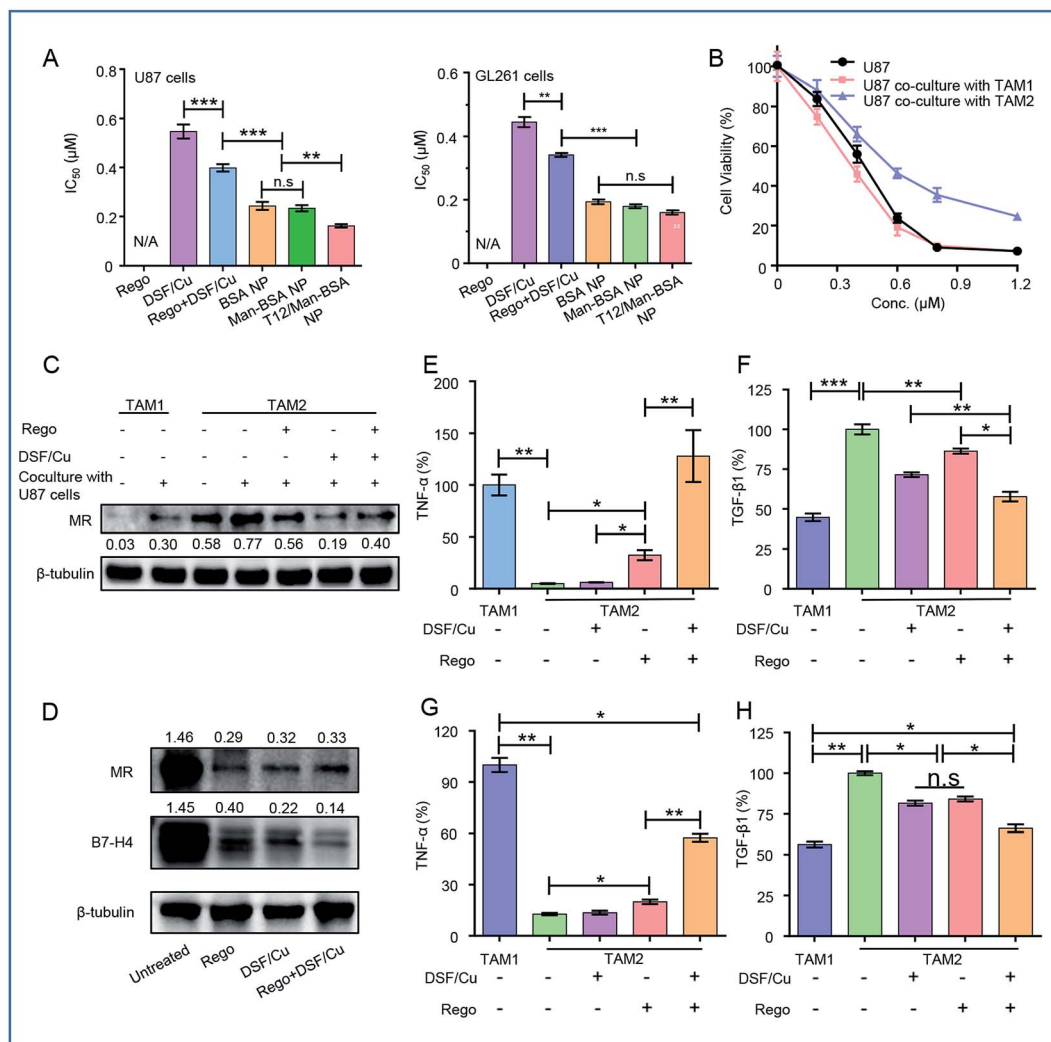 A
U87 cells
0.8
0.6
0.4
0.2
0
IC50 (μM)
***
***
**
n.s
N/A
Rego
DSF/Cu
Rego+DSF/Cu
BSA NP
Man-BSA NP
T12/Man-BSA
NP
GL261 cells
0.6
0.4
0.2
0
IC50 (μM)
**
***
n.s
N/A
Rego
DSF/Cu
Rego+DSF/Cu
BSA NP
Man-BSA NP
T12/Man-BSA
NP
B
U87
U87 co-culture with TAM1
U87 co-culture with TAM2
100
80
60
40
20
0
Cell Viability (%)
0 0.3 0.6 0.9 1.2
Conc. (μM)
C
TAM1 TAM2
Rego - - - - + - +
DSF/Cu - - - - - + +
Coculture with - + - + + + +
U87 cells
MR
0.03 0.30 0.58 0.77 0.56 0.19 0.40
β-tubulin
D
1.46 0.29 0.32 0.33
MR
1.45 0.40 0.22 0.14
B7-H4
β-tubulin
Untreated
Rego
DSF/Cu
Rego+DSF/Cu
E
200
150
100
50
0
TNF-α (%)
**
*
*
**
TAM1 TAM2
DSF/Cu - - + - +
Rego - - - + +
F
125
100
75
50
25
0
TGF-β1 (%)
*** **
**
*
TAM1 TAM2
DSF/Cu - - + - +
Rego - - - + +
G
120
90
60
30
0
TNF-α (%)
*
**
**
*
TAM1 TAM2
DSF/Cu - - + - +
Rego - - - + +
H
125
100
75
50
25
0
TGF-β1 (%)
*
** * *
n.s
TAM1 TAM2
DSF/Cu - - + - +
Rego - - - + +